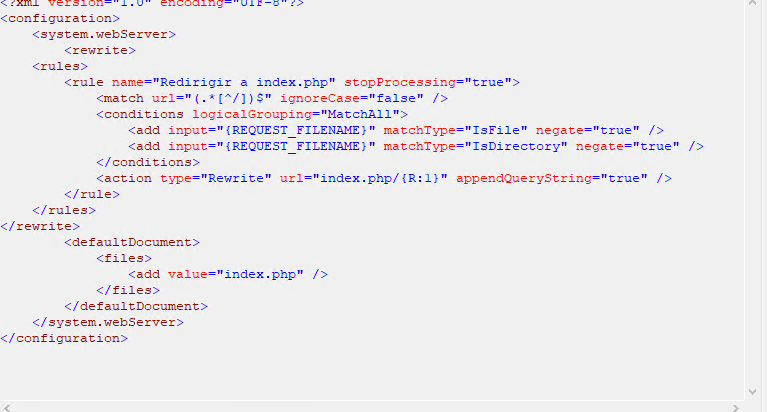 <?xml version="1.0" encoding="UTF-8"?>
<configuration>
    <system.webServer>
        <rewrite>
    <rules>
        <rule name="Redirigir a index.php" stopProcessing="true">
            <match url="(.*[^/])$" ignoreCase="false" />
            <conditions logicalGrouping="MatchAll">
                <add input="{REQUEST_FILENAME}" matchType="IsFile" negate="true" />
                <add input="{REQUEST_FILENAME}" matchType="IsDirectory" negate="true" />
            </conditions>
            <action type="Rewrite" url="index.php/{R:1}" appendQueryString="true" />
        </rule>
    </rules>
</rewrite>
        <defaultDocument>
            <files>
                <add value="index.php" />
            </files>
        </defaultDocument>
    </system.webServer>
</configuration>